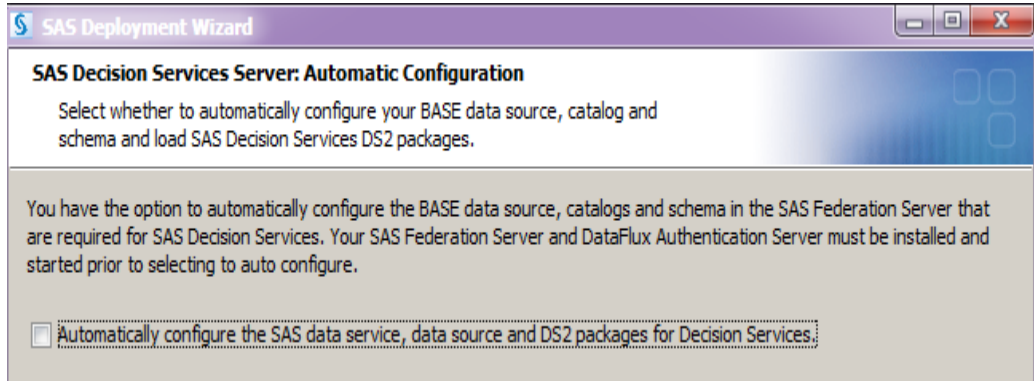 SAS Deployment Wizard
SAS Decision Services Server: Automatic Configuration
Select whether to automatically configure your BASE data source, catalog and
schema and load SAS Decision Services DS2 packages.
You have the option to automatically configure the BASE data source, catalogs and schema in the SAS Federation Server that
are required for SAS Decision Services. Your SAS Federation Server and DataFlux Authentication Server must be installed and
started prior to selecting to auto configure.
Automatically configure the SAS data service, data source and DS2 packages for Decision Services.